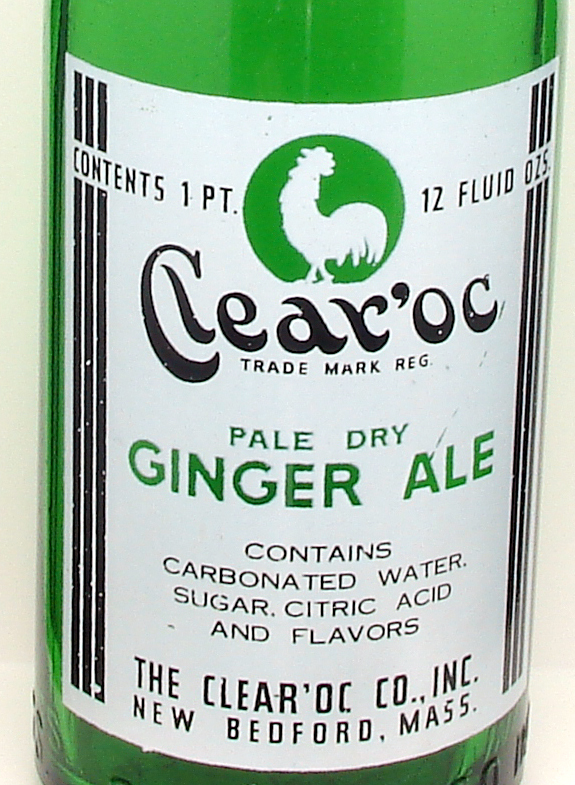 CONTENTS 1 PT. 12 FLUID OZS.
Clear'oc
TRADE MARK REG.
PALE DRY
GINGER ALE
CONTAINS
CARBONATED WATER.
SUGAR. CITRIC ACID
AND FLAVORS
THE CLEAR'OC CO., INC.
NEW BEDFORD, MASS.